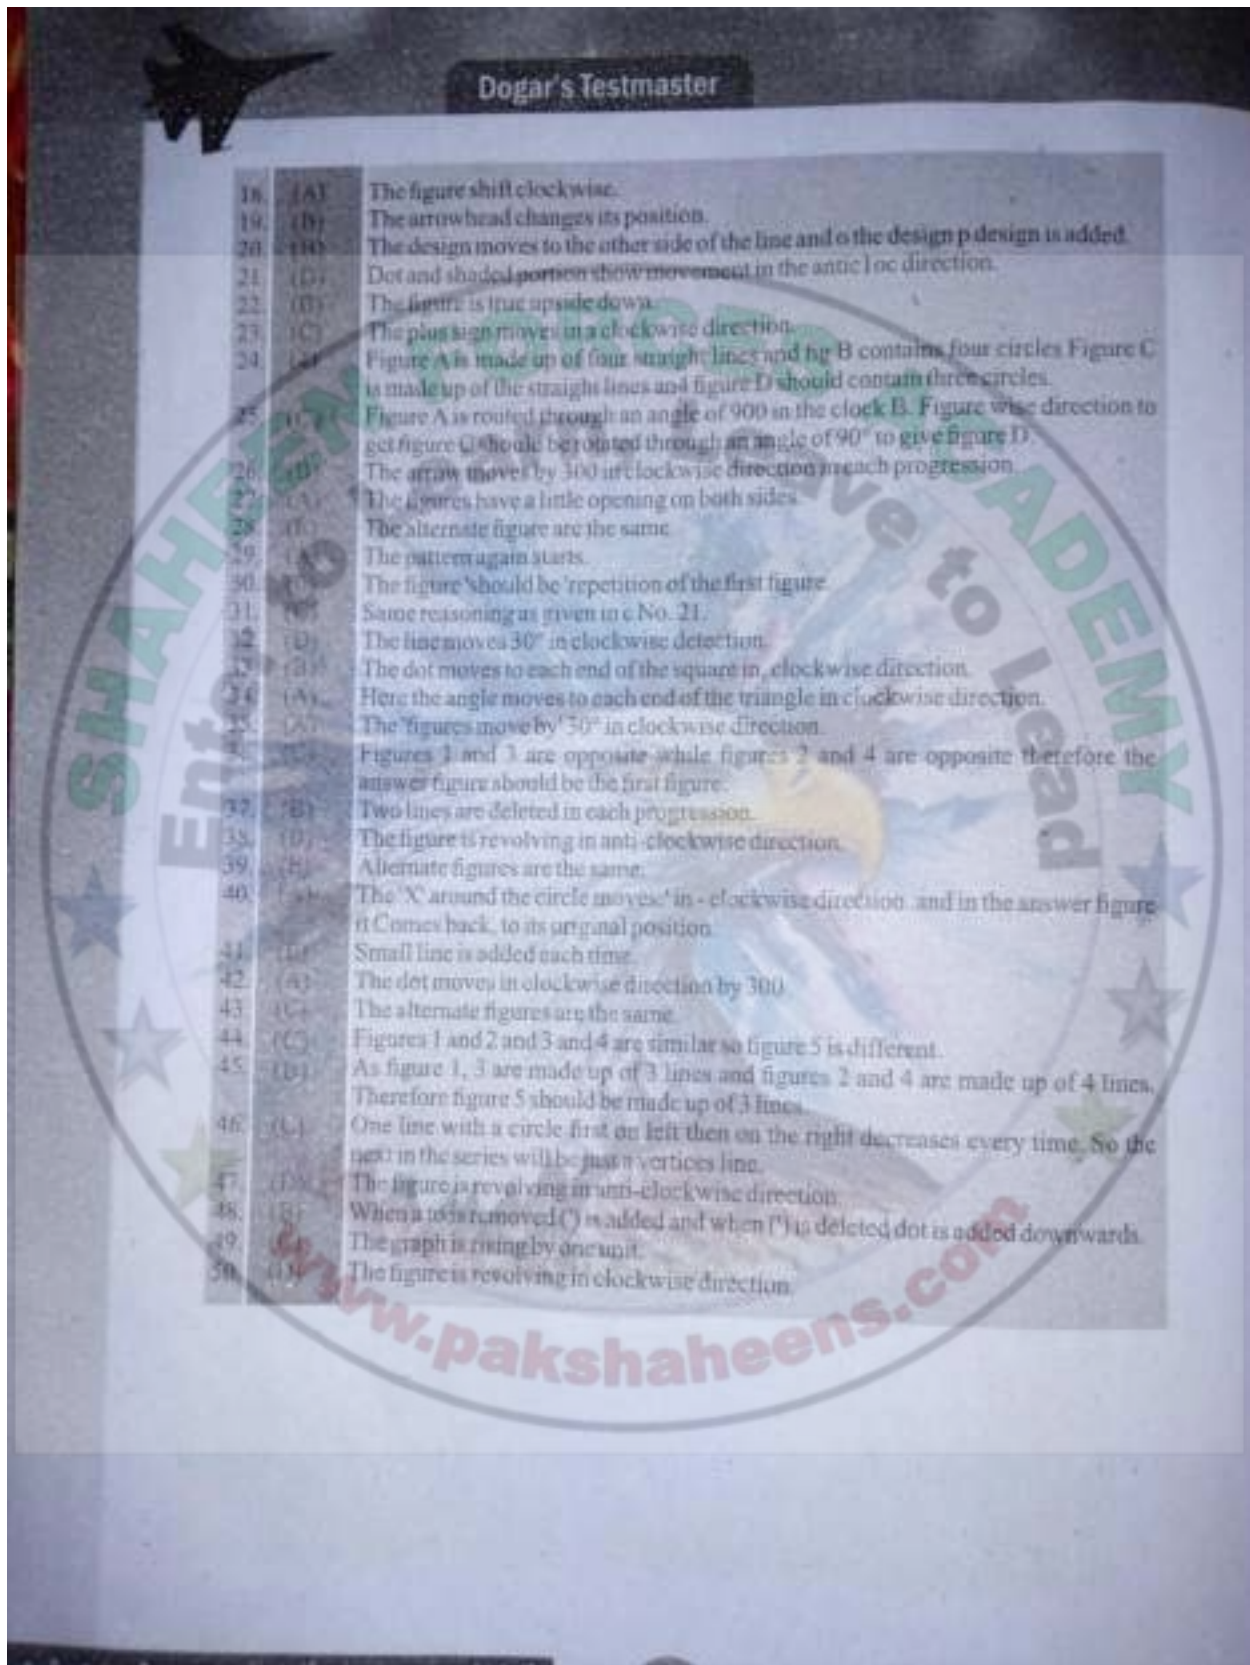 Dogar's Testmaster
18. (A) The figure shift clockwise.
19. (B) The arrowhead changes its position.
20. (B) The design moves to the other side of the line and o the design p design is added.
21. (D) Dot and shaded portion show movement in the antic l oc direction.
22. (B) The figure is true upside down.
23. (C) The plus sign moves in a clockwise direction.
24. Figure A is made up of four straight lines and fig B contains four circles Figure C
is made up of the straight lines and figure D should contain three circles.
25. (C) Figure A is routed through an angle of 900 in the clock B. Figure wise direction to
get figure C should be rotated through an angle of 90° to give figure D.
26. The arrow moves by 300 in clockwise direction in each progression.
27. (A) The figures have a little opening on both sides.
28. The alternate figure are the same.
29. (A) The pattern again starts.
30. The figure 'should be 'repetition of the first figure.
31. (C) Same reasoning as given in c No. 21.
32. (D) The line moves 30° in clockwise detection.
33. (B) The dot moves to each end of the square in, clockwise direction.
34. (A) Here the angle moves to each end of the triangle in clockwise direction.
35. (A) The 'figures move by' 30° in clockwise direction.
Figures 1 and 3 are opposite while figures 2 and 4 are opposite therefore the
answer figure should be the first figure.
37. (B) Two lines are deleted in each progression.
38. (D) The figure is revolving in anti-clockwise direction.
39. Alternate figures are the same.
40. The 'X' around the circle moves' in - clockwise direction and in the answer figure
it Comes back, to its original position.
41. Small line is added each time.
42. (A) The dot moves in clockwise direction by 300.
43. (C) The alternate figures are the same.
44. (C) Figures 1 and 2 and 3 and 4 are similar so figure 5 is different.
45. As figure 1, 3 are made up of 3 lines and figures 2 and 4 are made up of 4 lines.
Therefore figure 5 should be made up of 3 lines.
46. (C) One line with a circle first on left then on the right decreases every time. So the
next in the series will be just a vertices line.
47. (D) The figure is revolving in anti-clockwise direction.
48. (B) When a to is removed (') is added and when (') is deleted dot is added downwards.
49. The graph is rising by one unit.
50. (D) The figure is revolving in clockwise direction.
SHAHEEN FORCES ACADEMY
Enter to Leave to Lead
www.pakshaheens.com